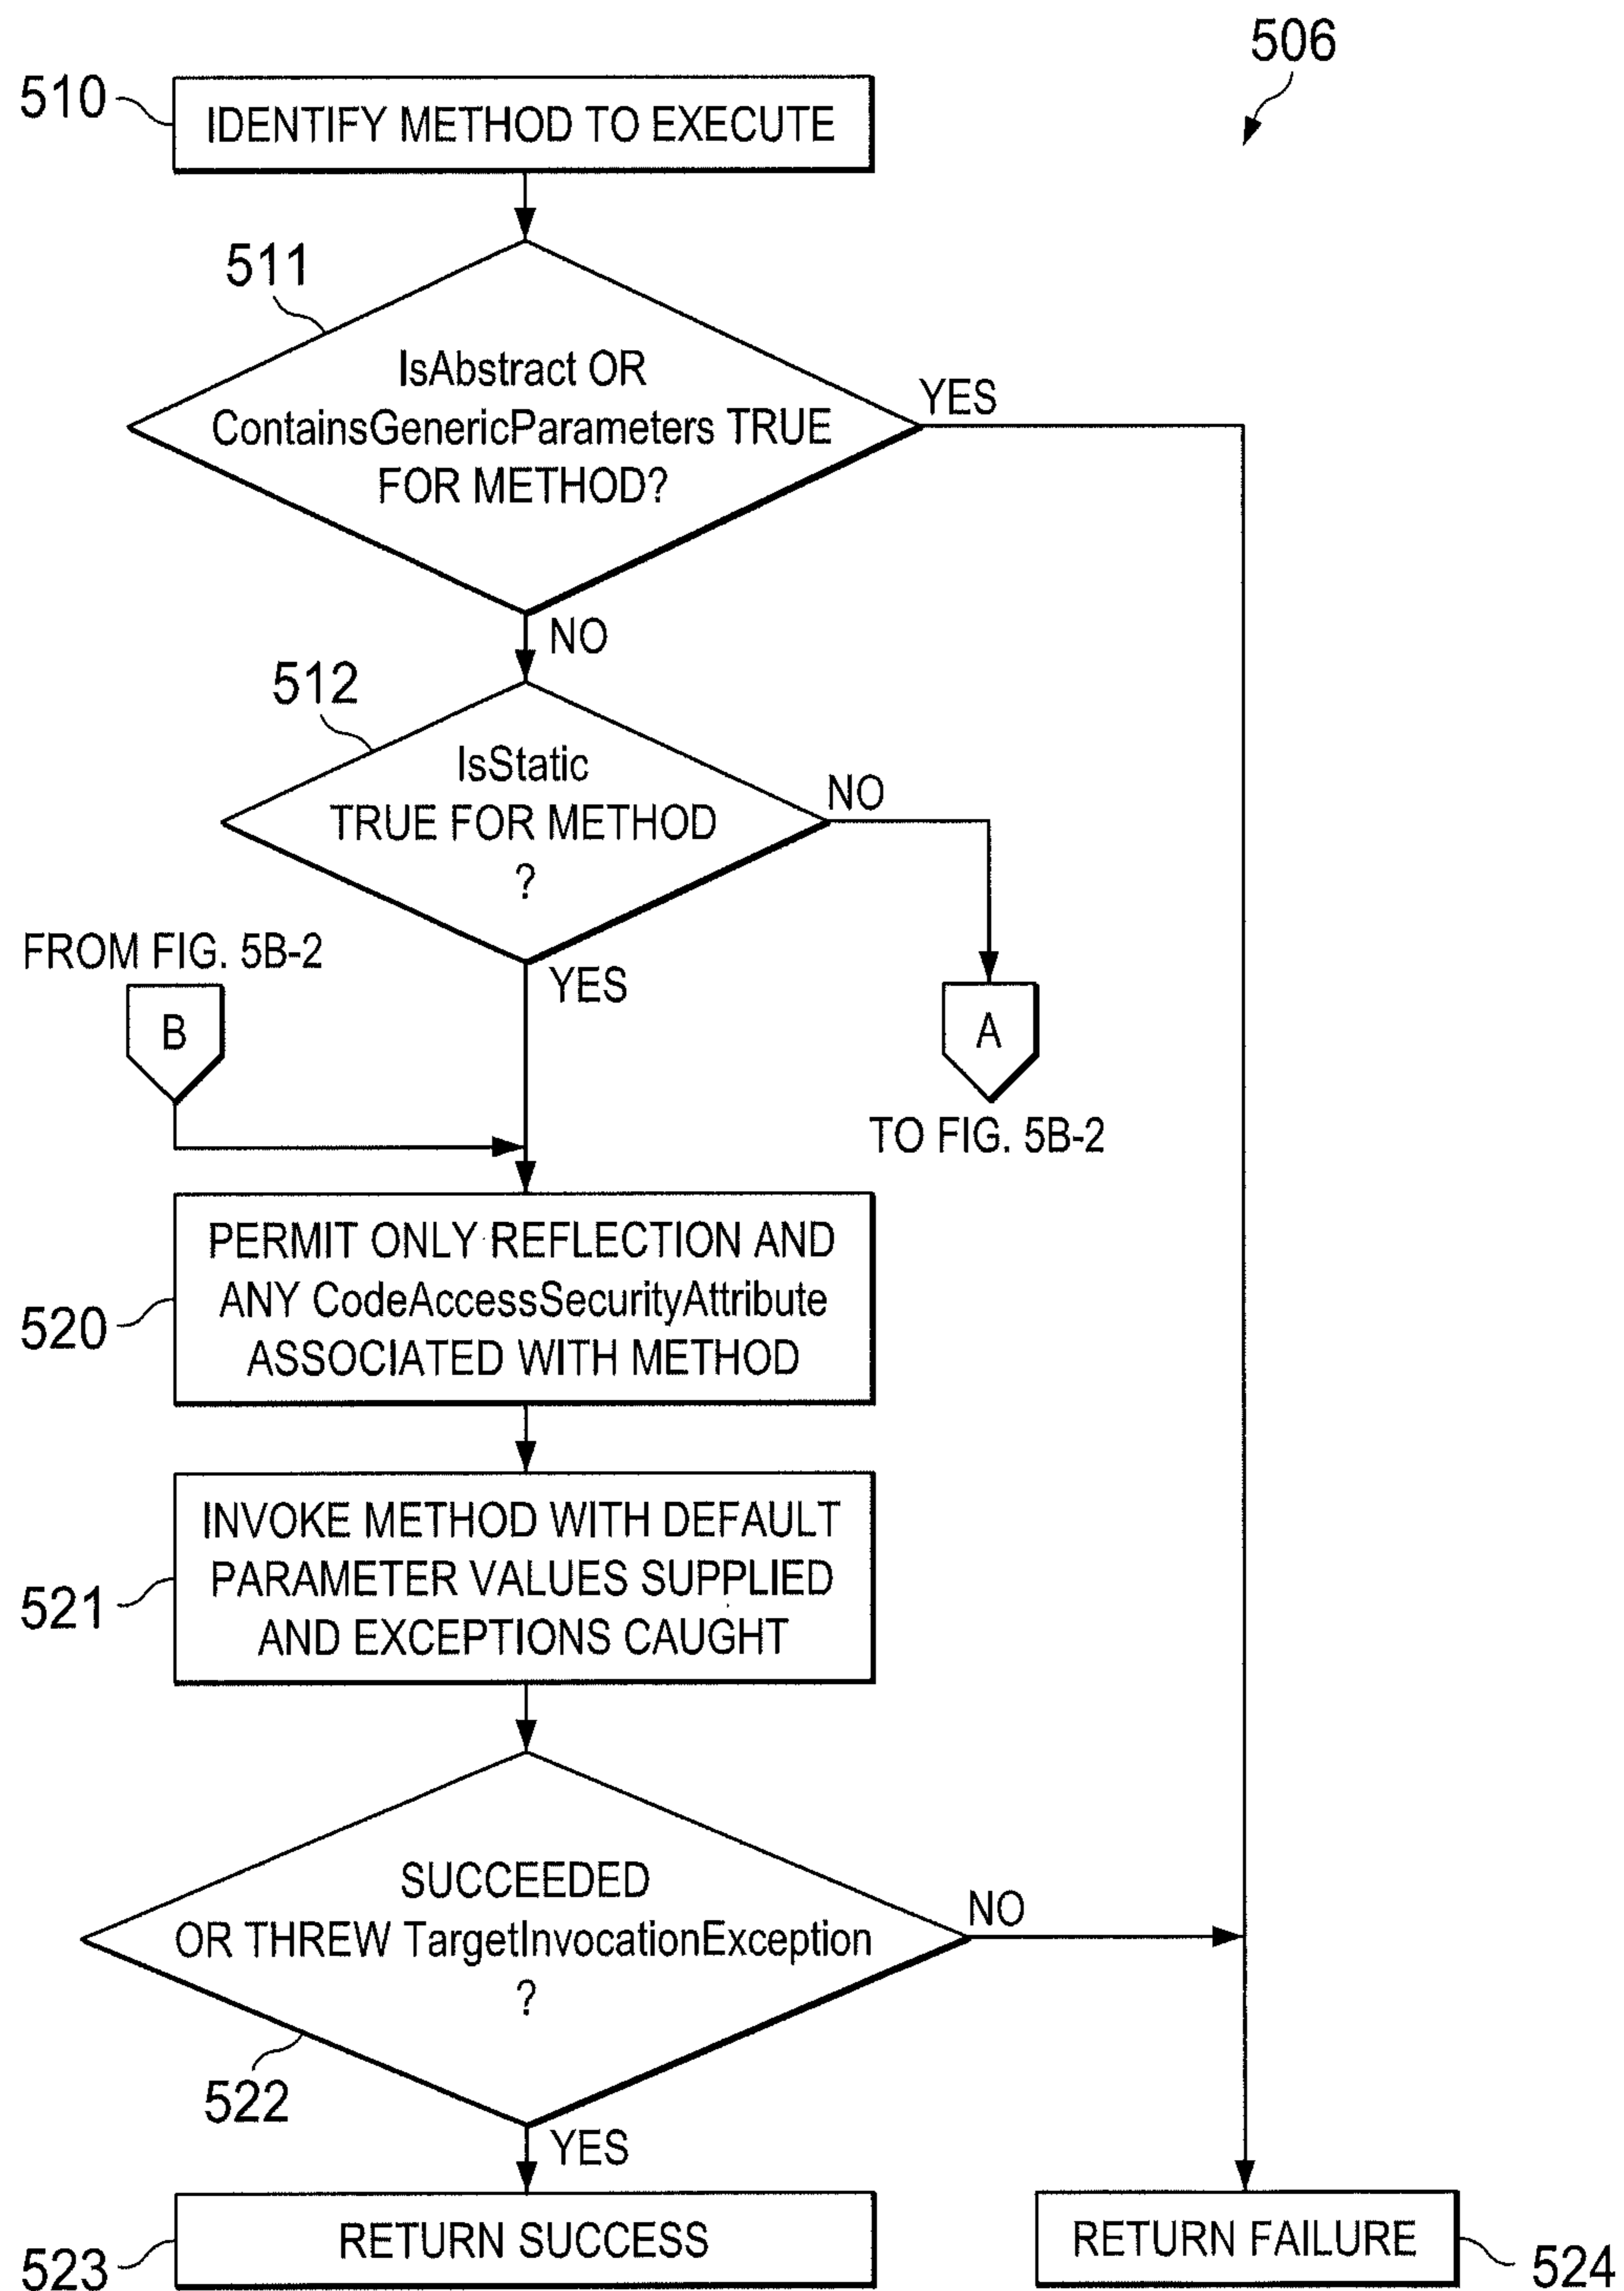 506
510
IDENTIFY METHOD TO EXECUTE
511
IsAbstract OR
ContainsGenericParameters TRUE
FOR METHOD?
YES
NO
512
IsStatic
TRUE FOR METHOD
?
NO
YES
FROM FIG. 5B-2
B
A
TO FIG. 5B-2
520
PERMIT ONLY REFLECTION AND
ANY CodeAccessSecurityAttribute
ASSOCIATED WITH METHOD
521
INVOKE METHOD WITH DEFAULT
PARAMETER VALUES SUPPLIED
AND EXCEPTIONS CAUGHT
SUCCEEDED
OR THREW TargetInvocationException
?
NO
522
YES
523
RETURN SUCCESS
RETURN FAILURE
524